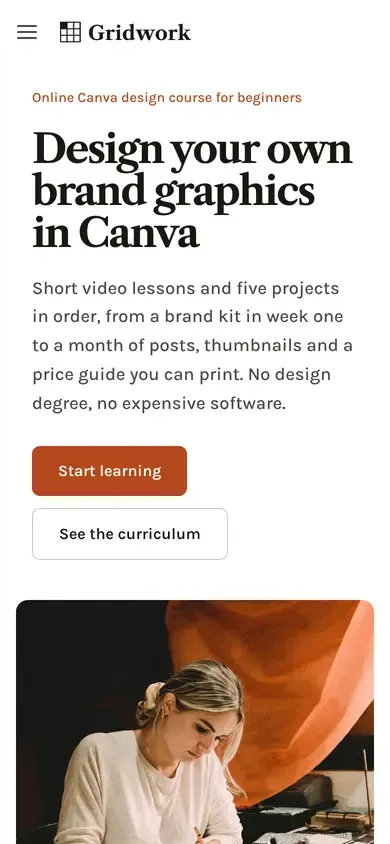 Gridwork
Online Canva design course for beginners
Design your own
brand graphics
in Canva
Short video lessons and five projects
in order, from a brand kit in week one
to a month of posts, thumbnails and a
price guide you can print. No design
degree, no expensive software.
Start learning
See the curriculum